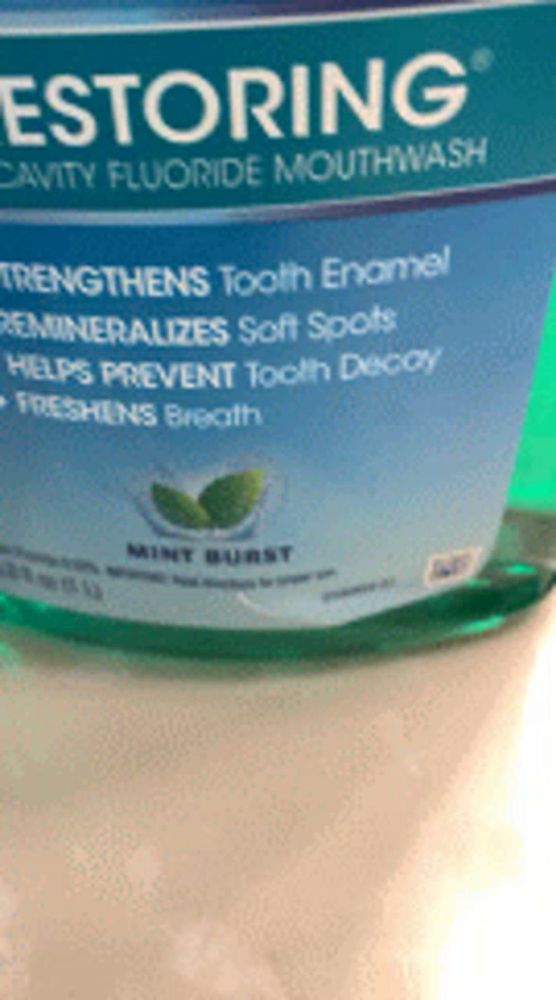 ESTORING®
CAVITY FLUORIDE MOUTHWASH
TRENGTHENS Tooth Enamel
REMINERALIZES Soft Spots
HELPS PREVENT Tooth Decay
• FRESHENS Breath
MINT BURST